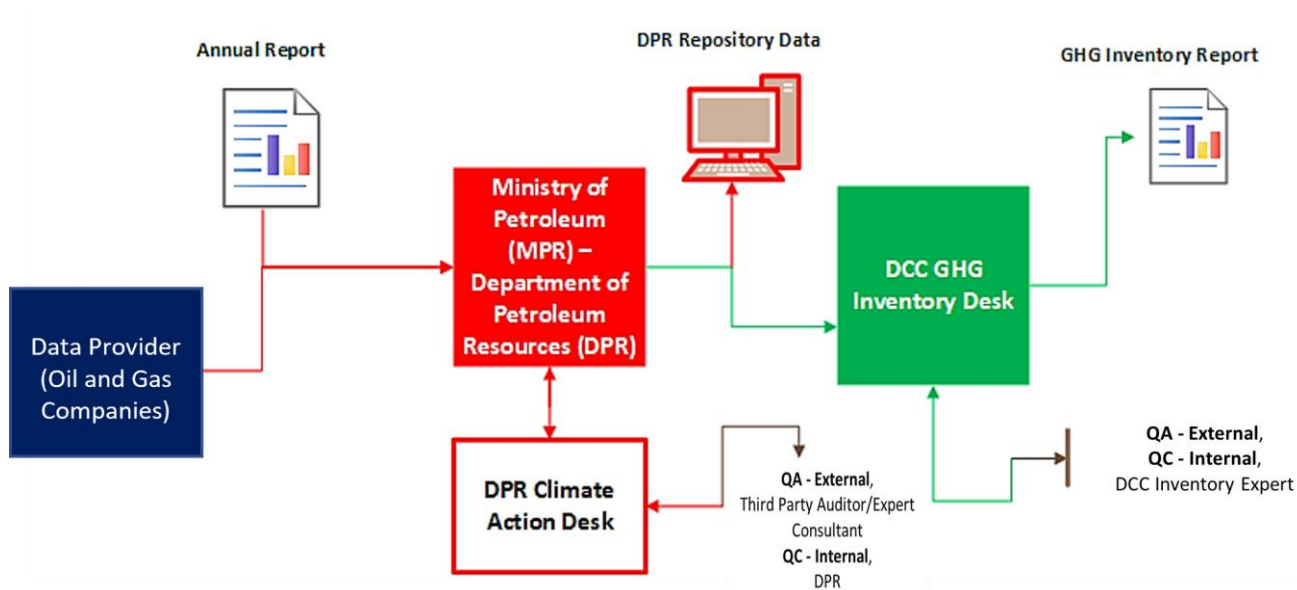 Annual Report
DPR Repository Data
GHG Inventory Report
Ministry of
Petroleum
(MPR) –
Department of
Petroleum
Resources (DPR)
DCC GHG
Inventory Desk
Data Provider
(Oil and Gas
Companies)
DPR Climate
Action Desk
QA - External,
Third Party Auditor/Expert
Consultant
QC - Internal,
DPR
QA - External,
QC - Internal,
DCC Inventory Expert